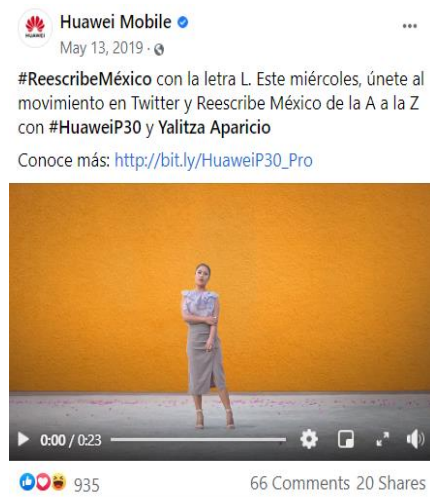 HUAWEI
Huawei Mobile
May 13, 2019 ·
#ReescribeMéxico con la letra L. Este miércoles, únete al
movimiento en Twitter y Reescribe México de la A a la Z
con #HuaweiP30 y Yalitza Aparicio
Conoce más: http://bit.ly/HuaweiP30_Pro
0:00 / 0:23
935
66 Comments 20 Shares